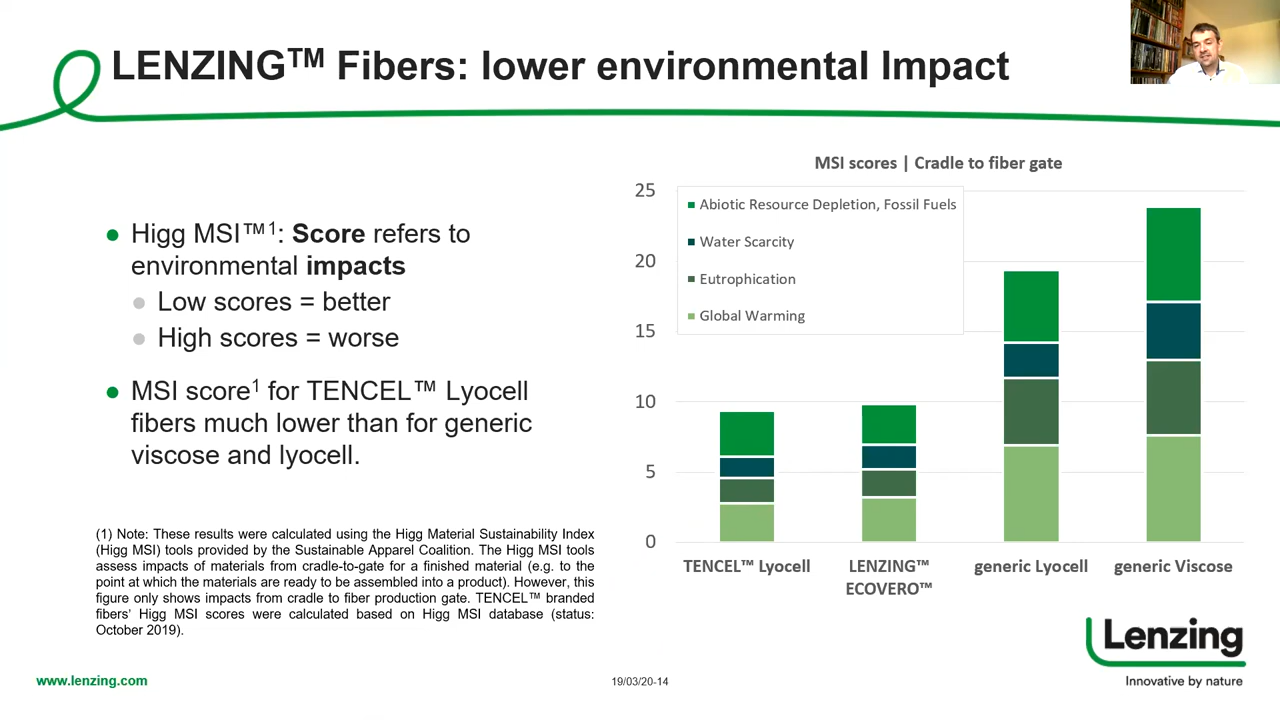 LENZING™ Fibers: lower environmental Impact
● Higg MSI™1: Score refers to
environmental impacts
● Low scores = better
● High scores = worse
● MSI score1 for TENCEL™ Lyocell
fibers much lower than for generic
viscose and lyocell.
(1) Note: These results were calculated using the Higg Material Sustainability Index
(Higg MSI) tools provided by the Sustainable Apparel Coalition. The Higg MSI tools
assess impacts of materials from cradle-to-gate for a finished material (e.g. to the
point at which the materials are ready to be assembled into a product). However, this
figure only shows impacts from cradle to fiber production gate. TENCEL™ branded
fibers' Higg MSI scores were calculated based on Higg MSI database (status:
October 2019).
MSI scores | Cradle to fiber gate
25
20
15
10
5
0
Abiotic Resource Depletion, Fossil Fuels
Water Scarcity
Eutrophication
Global Warming
TENCEL™ Lyocell
LENZING™
ECOVERO™
generic Lyocell
generic Viscose
Lenzing
Innovative by nature
www.lenzing.com
19/03/20-14